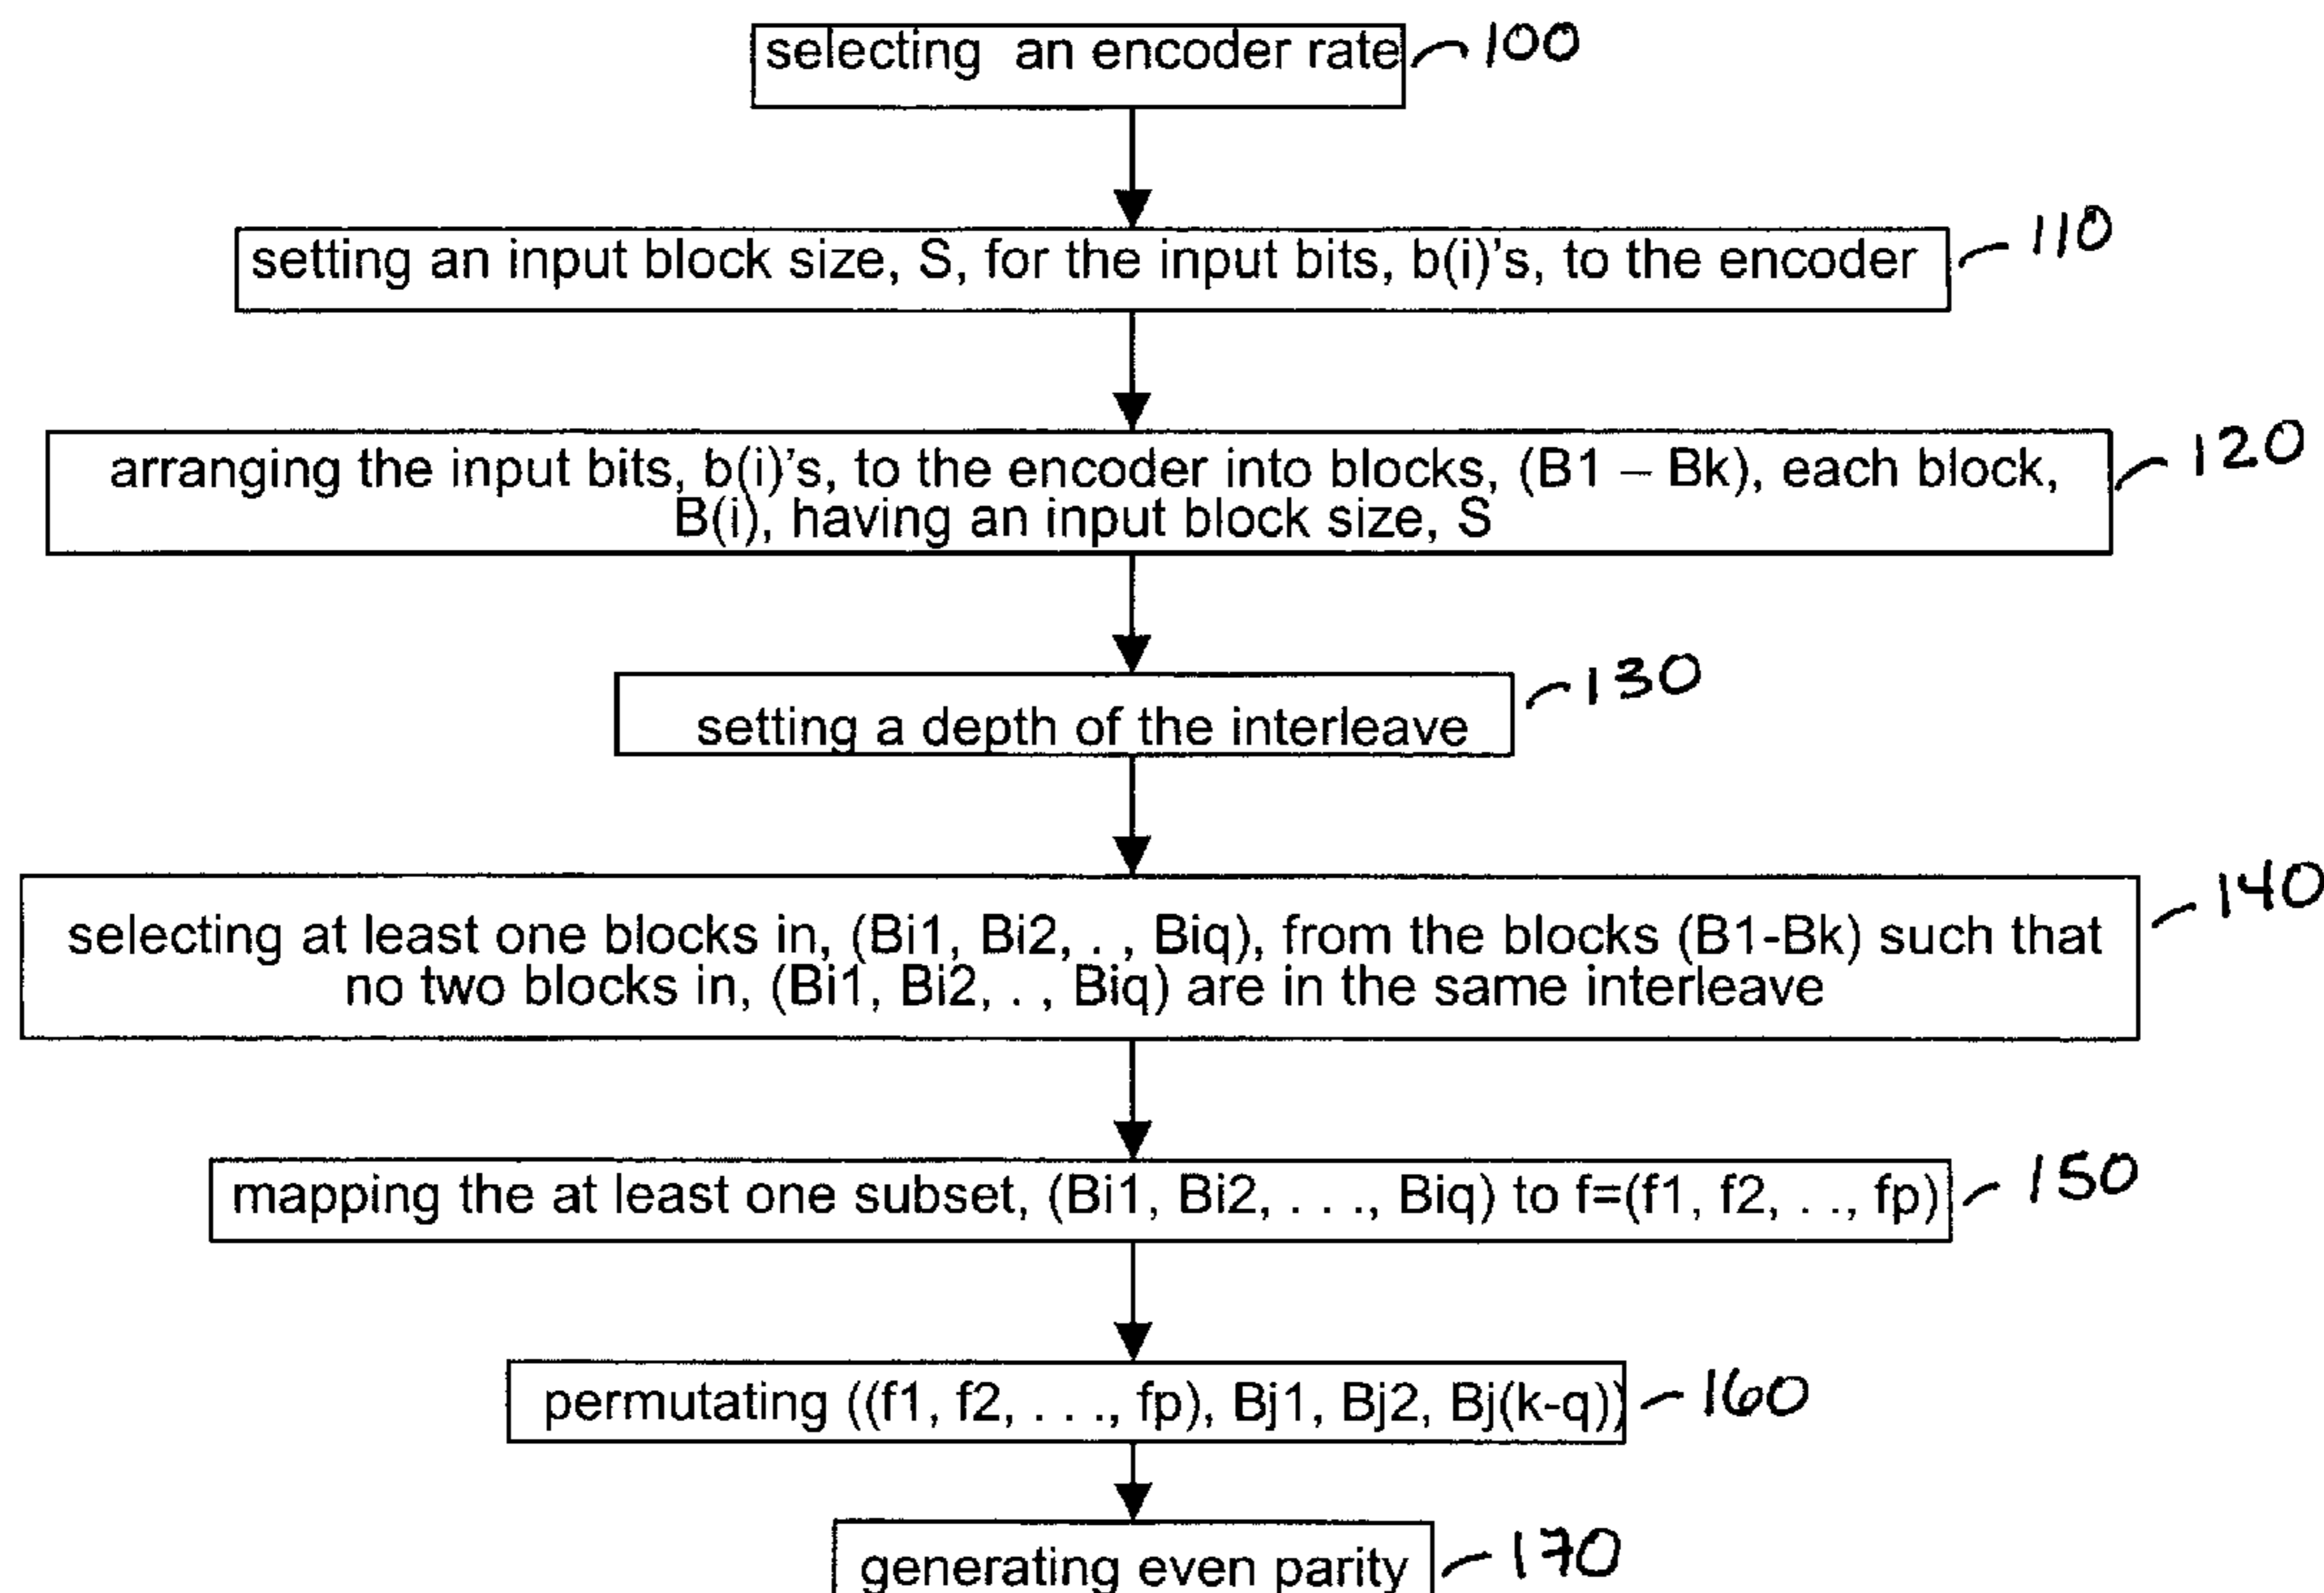 selecting an encoder rate 100
setting an input block size, S, for the input bits, b(i)'s, to the encoder 110
arranging the input bits, b(i)'s, to the encoder into blocks, (B1 – Bk), each block, 120
B(i), having an input block size, S
setting a depth of the interleave 130
selecting at least one blocks in, (Bi1, Bi2, . , Biq), from the blocks (B1-Bk) such that 140
no two blocks in, (Bi1, Bi2, . , Biq) are in the same interleave
mapping the at least one subset, (Bi1, Bi2, . . ., Biq) to f=(f1, f2, . .., fp) 150
permutating ((f1, f2, . . ., fp), Bj1, Bj2, Bj(k-q)) 160
generating even parity 170